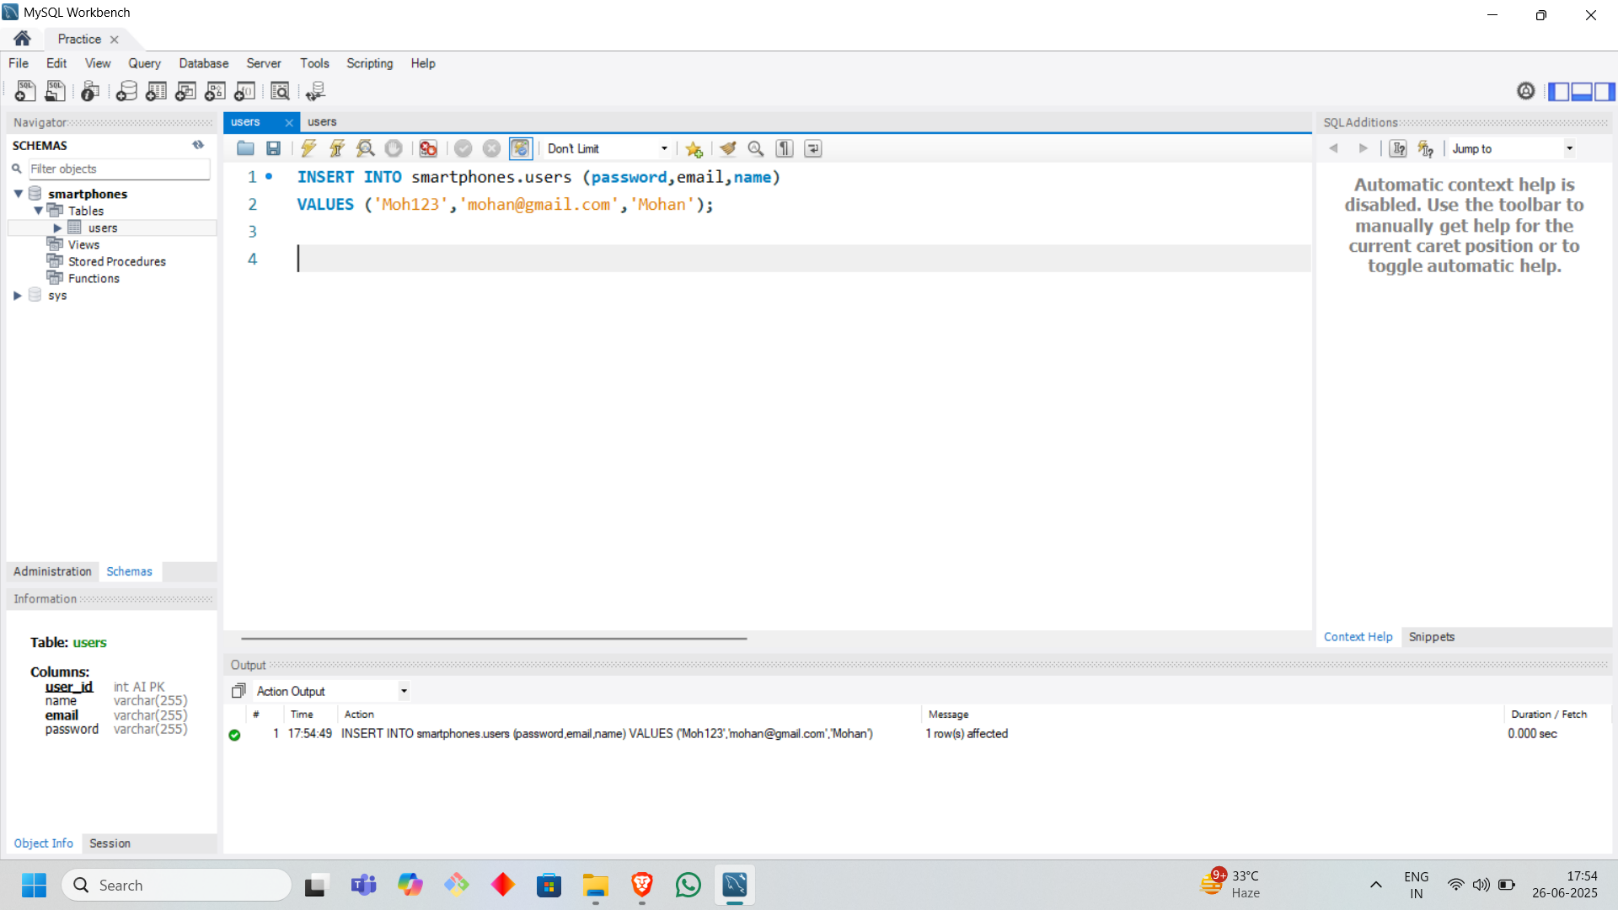 MySQL Workbench
Practice
File Edit View Query Database Server Tools Scripting Help
Navigator
SCHEMAS
Filter objects
smartphones
Tables
users
Views
Stored Procedures
Functions
sys
Administration Schemas
Information
Table: users
Columns:
user_id int AI PK
name varchar(255)
email varchar(255)
password varchar(255)
Object Info Session
users users
Don't Limit
1 INSERT INTO smartphones.users (password,email,name)
2 VALUES ('Moh123','mohan@gmail.com','Mohan');
3
4
SQLAdditions
Jump to
Automatic context help is
disabled. Use the toolbar to
manually get help for the
current caret position or to
toggle automatic help.
Context Help Snippets
Output
Action Output
# Time Action Message Duration / Fetch
1 17:54:49 INSERT INTO smartphones.users (password,email,name) VALUES ('Moh123','mohan@gmail.com','Mohan') 1 row(s) affected 0.000 sec
Search
9+
33°C
Haze
ENG
IN
17:54
26-06-2025